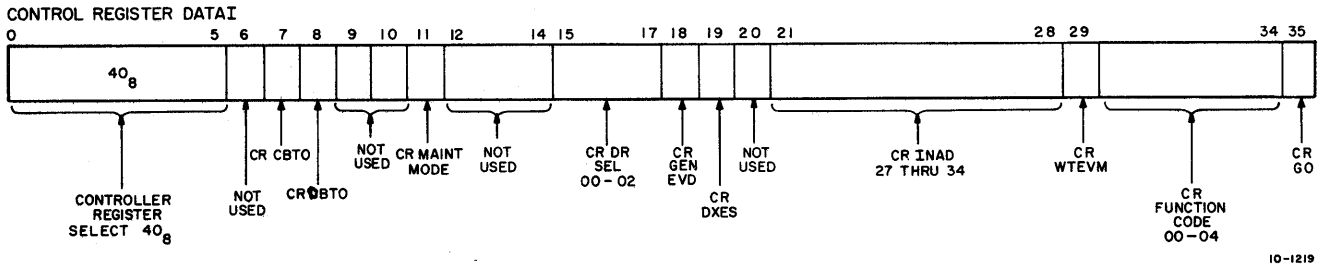 CONTROL REGISTER DATAI
0 5 6 7 8 9 10 11 12 14 15 17 18 19 20 21 28 29 34 35
40₈
CONTROLLER
REGISTER
SELECT 40₈
NOT
USED
CR CBTO
CR DBTO
NOT
USED
CR MAINT
MODE
NOT
USED
CR DR
SEL
00-02
CR
GEN
EVD
CR
DXES
NOT
USED
CR INAD
27 THRU 34
CR
WTEVM
CR
FUNCTION
CODE
00-04
CR
GO
10-1219